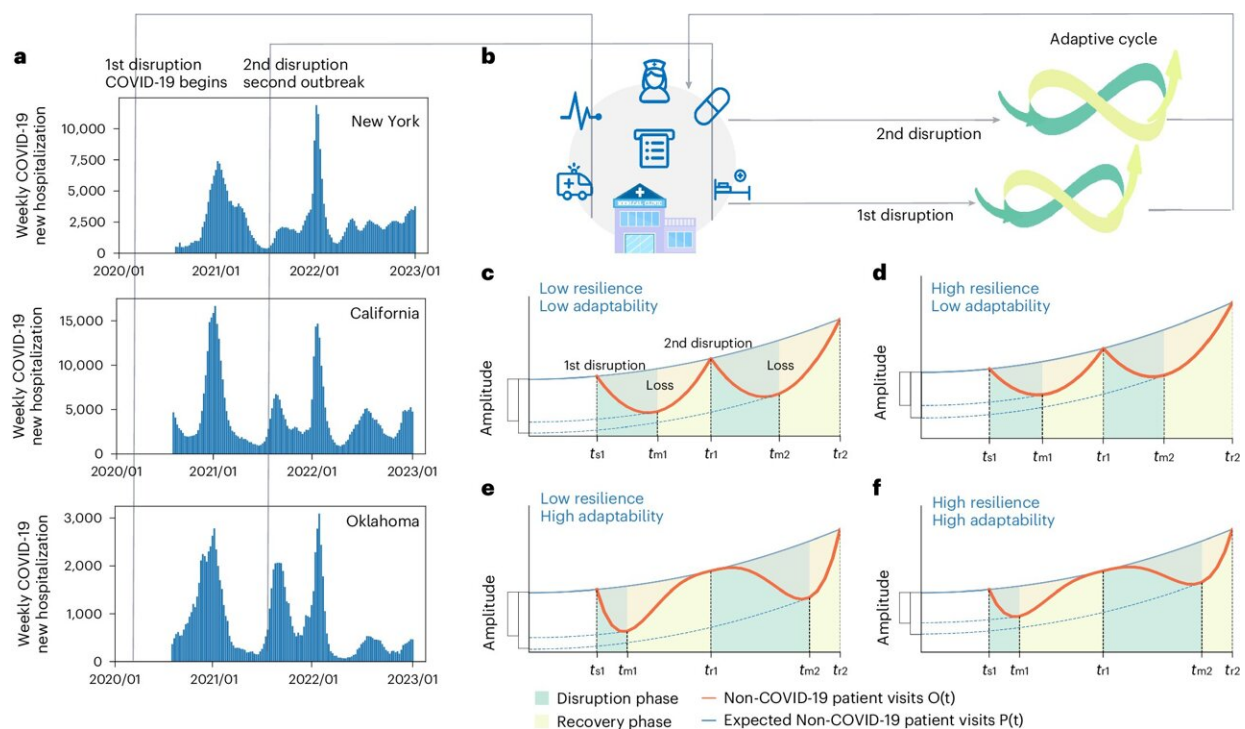 a
1st disruption
COVID-19 begins
2nd disruption
second outbreak
Weekly COVID-19
new hospitalization
New York
10,000
7,500
5,000
2,500
0
2020/01
2021/01
2022/01
2023/01
Weekly COVID-19
new hospitalization
California
15,000
10,000
5,000
0
2020/01
2021/01
2022/01
2023/01
Weekly COVID-19
new hospitalization
Oklahoma
3,000
2,000
1,000
0
2020/01
2021/01
2022/01
2023/01
b
MEDICAL CLINIC
Adaptive cycle
2nd disruption
1st disruption
c
Low resilience
Low adaptability
Amplitude
1st disruption
2nd disruption
Loss
Loss
ts1
tm1
tr1
tm2
tr2
d
High resilience
Low adaptability
Amplitude
ts1
tm1
tr1
tm2
tr2
e
Low resilience
High adaptability
Amplitude
ts1
tm1
tr1
tm2
tr2
f
High resilience
High adaptability
Amplitude
ts1
tm1
tr1
tm2
tr2
Disruption phase
Recovery phase
Non-COVID-19 patient visits O(t)
Expected Non-COVID-19 patient visits P(t)